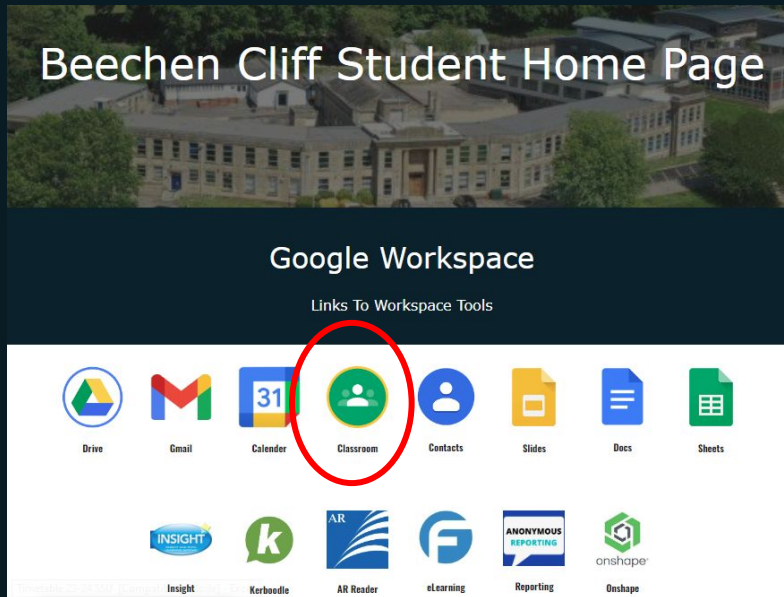 Beechen Cliff Student Home Page
Google Workspace
Links To Workspace Tools
31
Drive Gmail Calender Classroom Contacts Slides Docs Sheets
INSIGHT k AR ANONYMOUS
REPORTING
onshape
Insight Kerboodle AR Reader eLearning Reporting Onshape